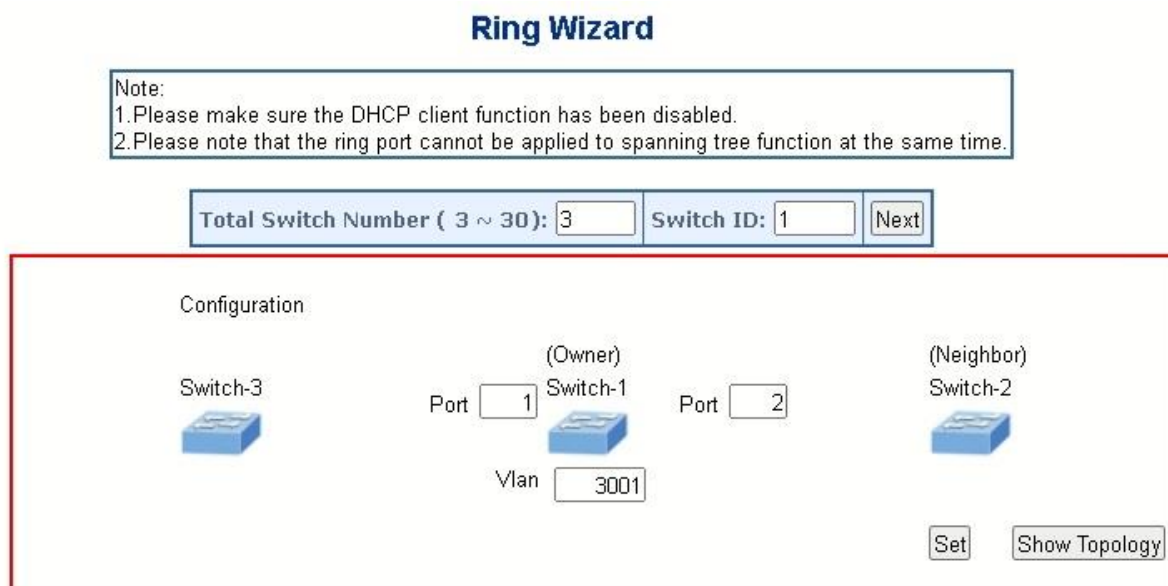 Ring Wizard
Note:
1.Please make sure the DHCP client function has been disabled.
2.Please note that the ring port cannot be applied to spanning tree function at the same time.
Total Switch Number ( 3 ~ 30): 3 Switch ID: 1 Next
Configuration
(Owner) (Neighbor)
Switch-3 Port 1 Switch-1 Port 2 Switch-2
Vlan 3001
Set Show Topology